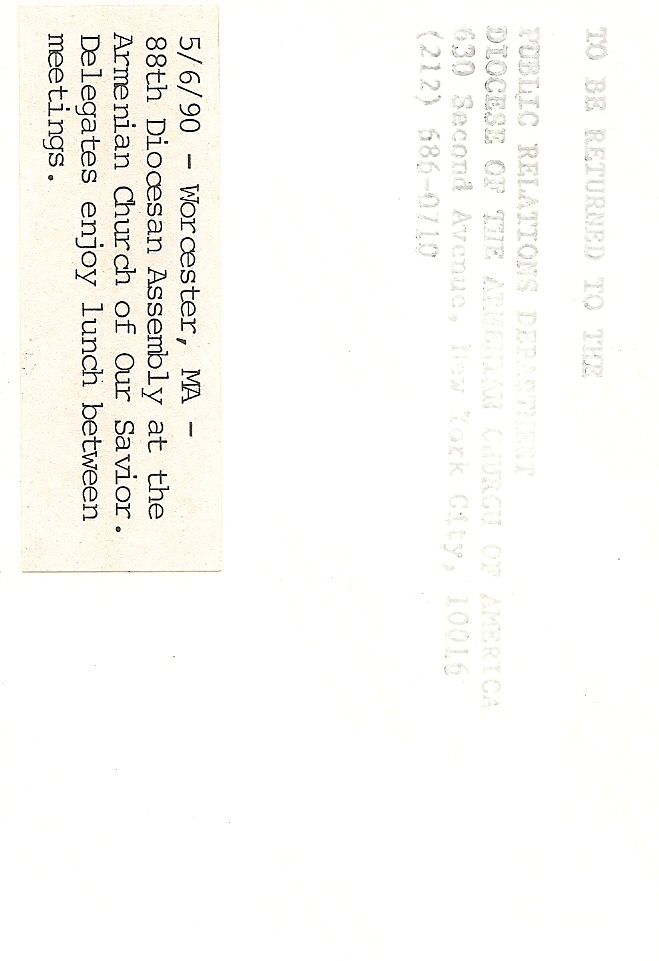 TO BE RETURNED TO THE
PUBLIC RELATIONS DEPARTMENT
DIOCESE OF THE ARMENIAN CHURCH OF AMERICA
630 Second Avenue, New York City, 10016
(212) 686-0710
5/6/90 - Worcester, MA -
88th Diocesan Assembly at the
Armenian Church of Our Savior.
Delegates enjoy lunch between
meetings.